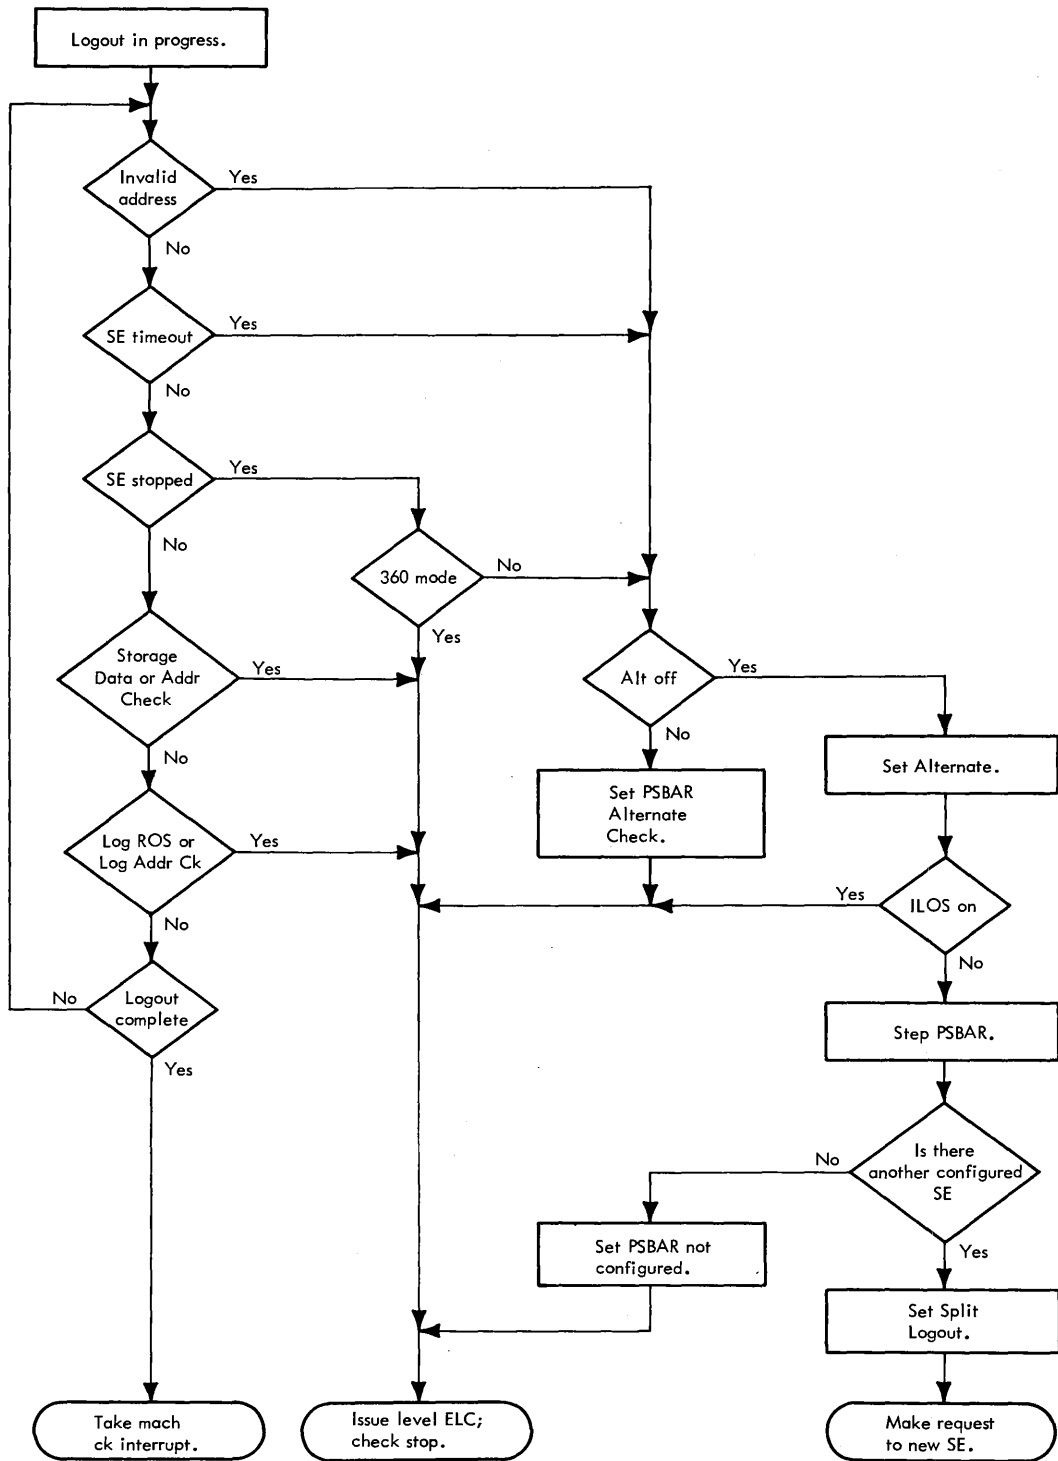 Logout in progress.
Invalid
address
Yes
No
SE timeout
Yes
No
SE stopped
Yes
No
360 mode
No
Yes
Storage
Data or Addr
Check
Yes
No
Alt off
Yes
No
Set PSBAR
Alternate
Check.
Set Alternate.
Log ROS or
Log Addr Ck
Yes
No
ILOS on
Yes
No
Logout
complete
No
Yes
Step PSBAR.
Is there
another configured
SE
No
Yes
Set PSBAR not
configured.
Set Split
Logout.
Take mach
ck interrupt.
Issue level ELC;
check stop.
Make request
to new SE.